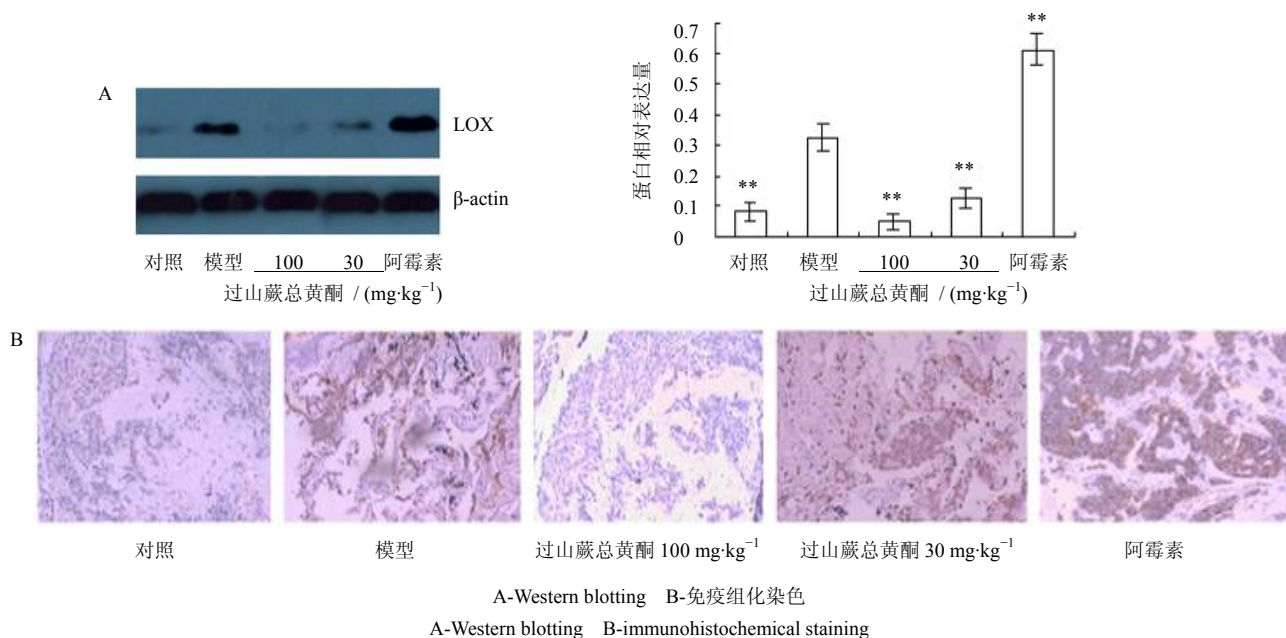 A
LOX
β-actin
对照 模型 100 30 阿霉素
过山蕨总黄酮 / (mg·kg⁻¹)
蛋白相对表达量
0.7
0.6
0.5
0.4
0.3
0.2
0.1
0
** ** ** **
对照 模型 100 30 阿霉素
过山蕨总黄酮 / (mg·kg⁻¹)
B
对照 模型 过山蕨总黄酮 100 mg·kg⁻¹ 过山蕨总黄酮 30 mg·kg⁻¹ 阿霉素
A-Western blotting B-免疫组化染色
A-Western blotting B-immunohistochemical staining